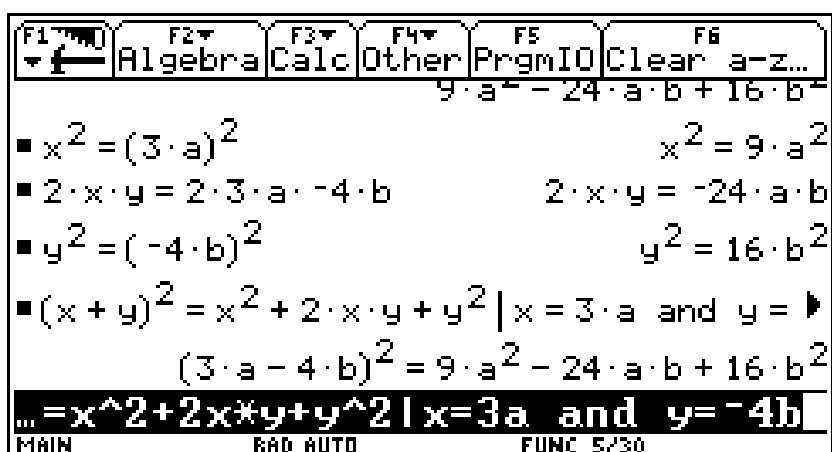 F1 F2 Algebra F3 Calc F4 Other F5 PrgmIO F6 Clear a-z…
9·a² − 24·a·b + 16·b²
▪ x² = (3·a)² x² = 9·a²
▪ 2·x·y = 2·3·a· ⁻4·b 2·x·y = ⁻24·a·b
▪ y² = (⁻4·b)² y² = 16·b²
▪ (x + y)² = x² + 2·x·y + y² | x = 3·a and y = ▶
(3·a − 4·b)² = 9·a² − 24·a·b + 16·b²
…=x^2+2x*y+y^2|x=3a and y=⁻4b
MAIN RAD AUTO FUNC 5/30